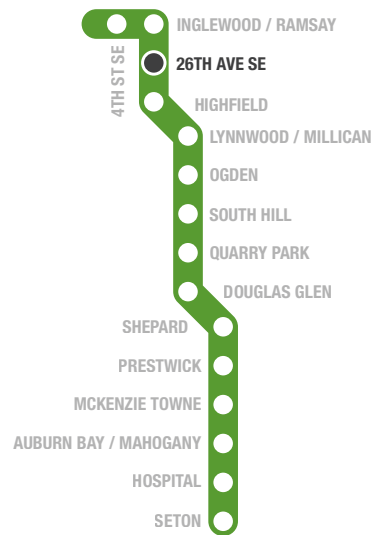 INGLEWOOD / RAMSAY
4TH ST SE
26TH AVE SE
HIGHFIELD
LYNNWOOD / MILLICAN
OGDEN
SOUTH HILL
QUARRY PARK
DOUGLAS GLEN
SHEPARD
PRESTWICK
MCKENZIE TOWNE
AUBURN BAY / MAHOGANY
HOSPITAL
SETON